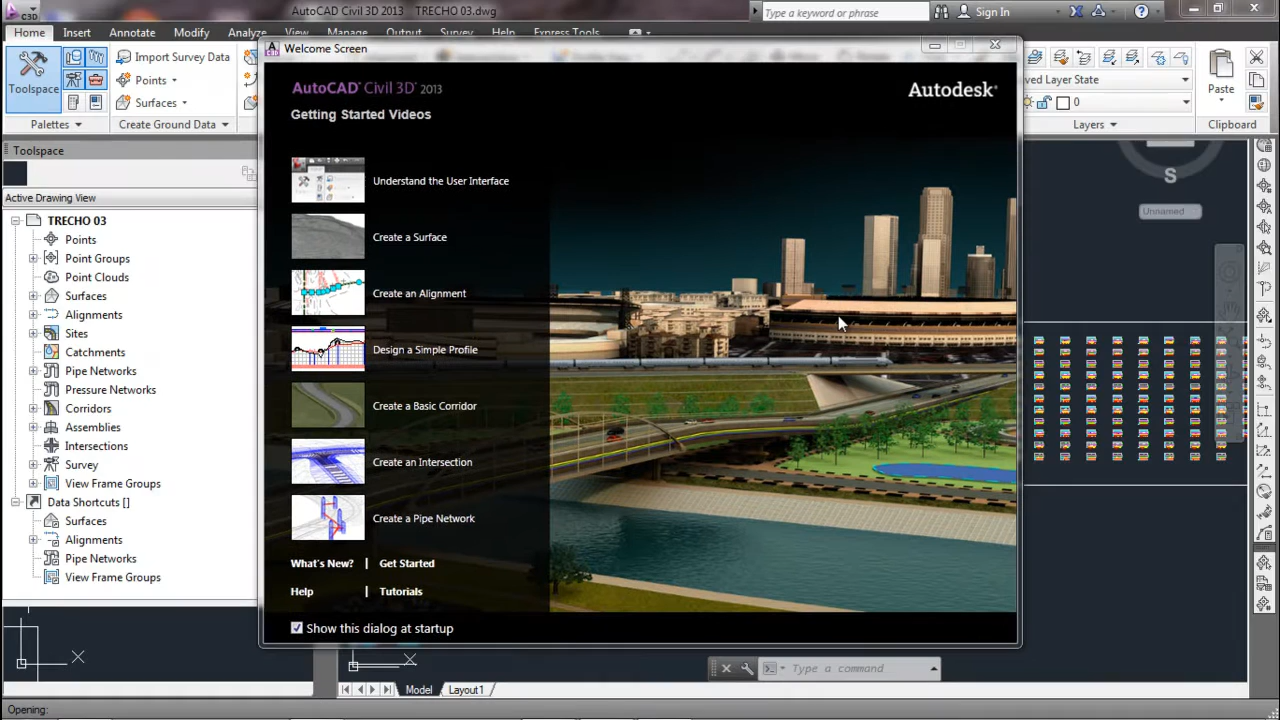 C3D
AutoCAD Civil 3D 2013 TRECHO 03.dwg
Type a keyword or phrase
Sign In
Home Insert Annotate Modify Analyze View Manage Output Survey Help Express Tools
Toolspace
Import Survey Data
Points
Surfaces
Palettes
Create Ground Data
Welcome Screen
ved Layer State
0
Paste
Layers
Clipboard
Toolspace
Active Drawing View
TRECHO 03
Points
Point Groups
Point Clouds
Surfaces
Alignments
Sites
Catchments
Pipe Networks
Pressure Networks
Corridors
Assemblies
Intersections
Survey
View Frame Groups
Data Shortcuts []
Surfaces
Alignments
Pipe Networks
View Frame Groups
AutoCAD® Civil 3D® 2013
Autodesk®
Getting Started Videos
Understand the User Interface
Create a Surface
Create an Alignment
Design a Simple Profile
Create a Basic Corridor
Create an Intersection
Create a Pipe Network
What's New? | Get Started
Help | Tutorials
Show this dialog at startup
S
Unnamed
Type a command
Model Layout1
Opening: